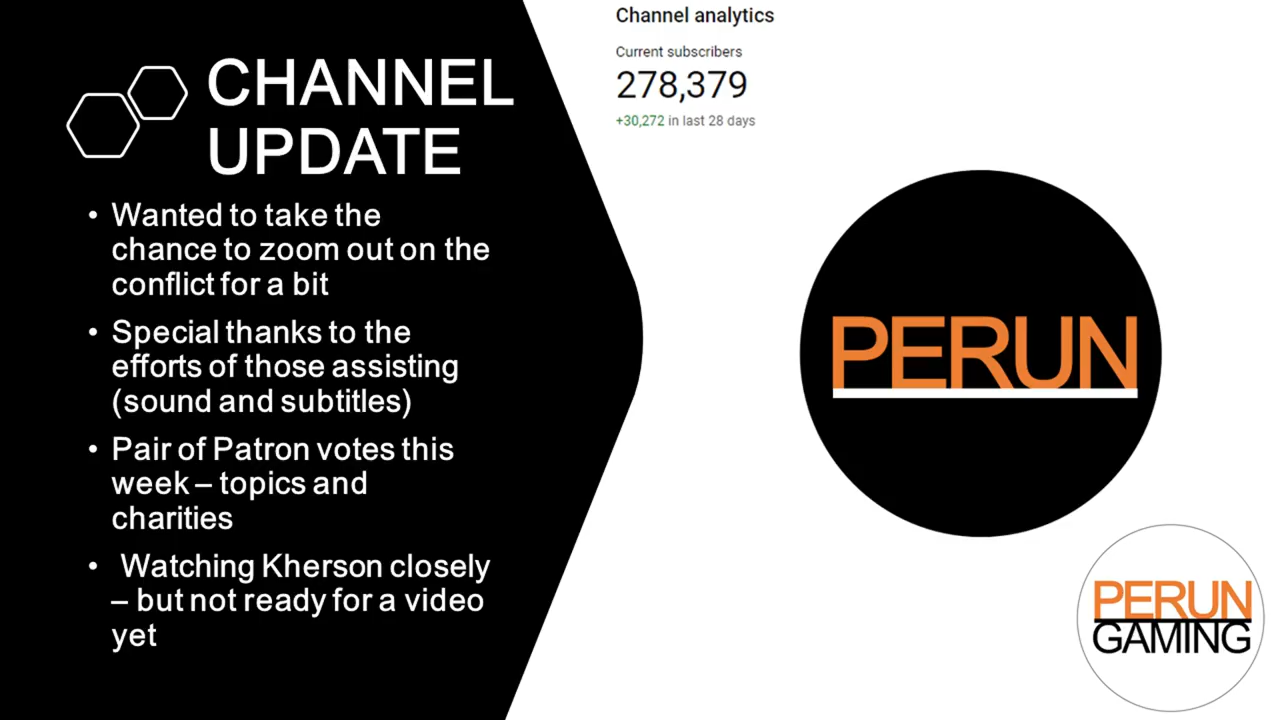 CHANNEL
UPDATE
• Wanted to take the
chance to zoom out on the
conflict for a bit
• Special thanks to the
efforts of those assisting
(sound and subtitles)
• Pair of Patron votes this
week – topics and
charities
• Watching Kherson closely
– but not ready for a video
yet
Channel analytics
Current subscribers
278,379
+30,272 in last 28 days
PERUN
PERUN
GAMING